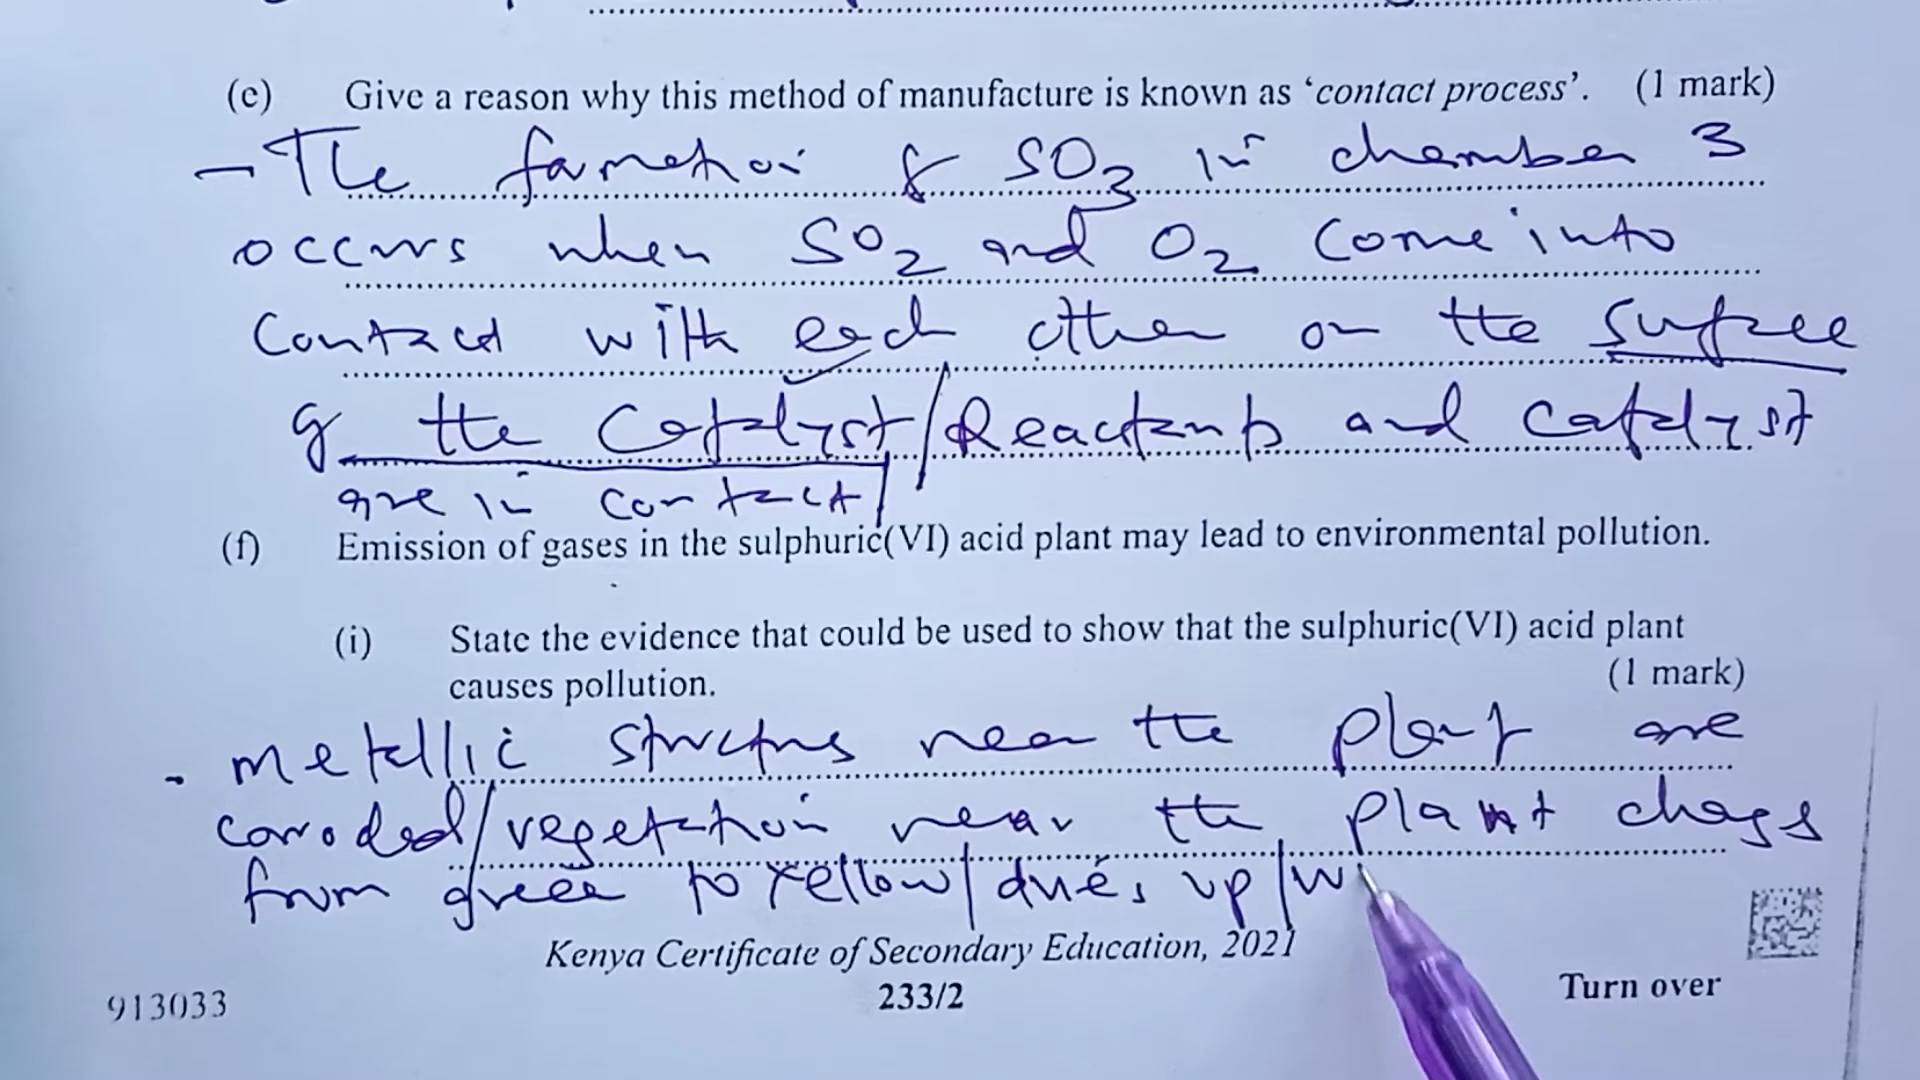 (e) Give a reason why this method of manufacture is known as ‘contact process’. (1 mark)
- The formation of SO3 in chamber 3
occurs when SO2 and O2 come into
contact with each other on the surface
of the catalyst/Reactants and catalyst
are in contact/
(f) Emission of gases in the sulphuric(VI) acid plant may lead to environmental pollution.
(i) State the evidence that could be used to show that the sulphuric(VI) acid plant
causes pollution. (1 mark)
- metallic structures near the plant are
corroded/vegetation near the plant changes
from green to yellow/dries up/w
Kenya Certificate of Secondary Education, 2021
913033 233/2 Turn over